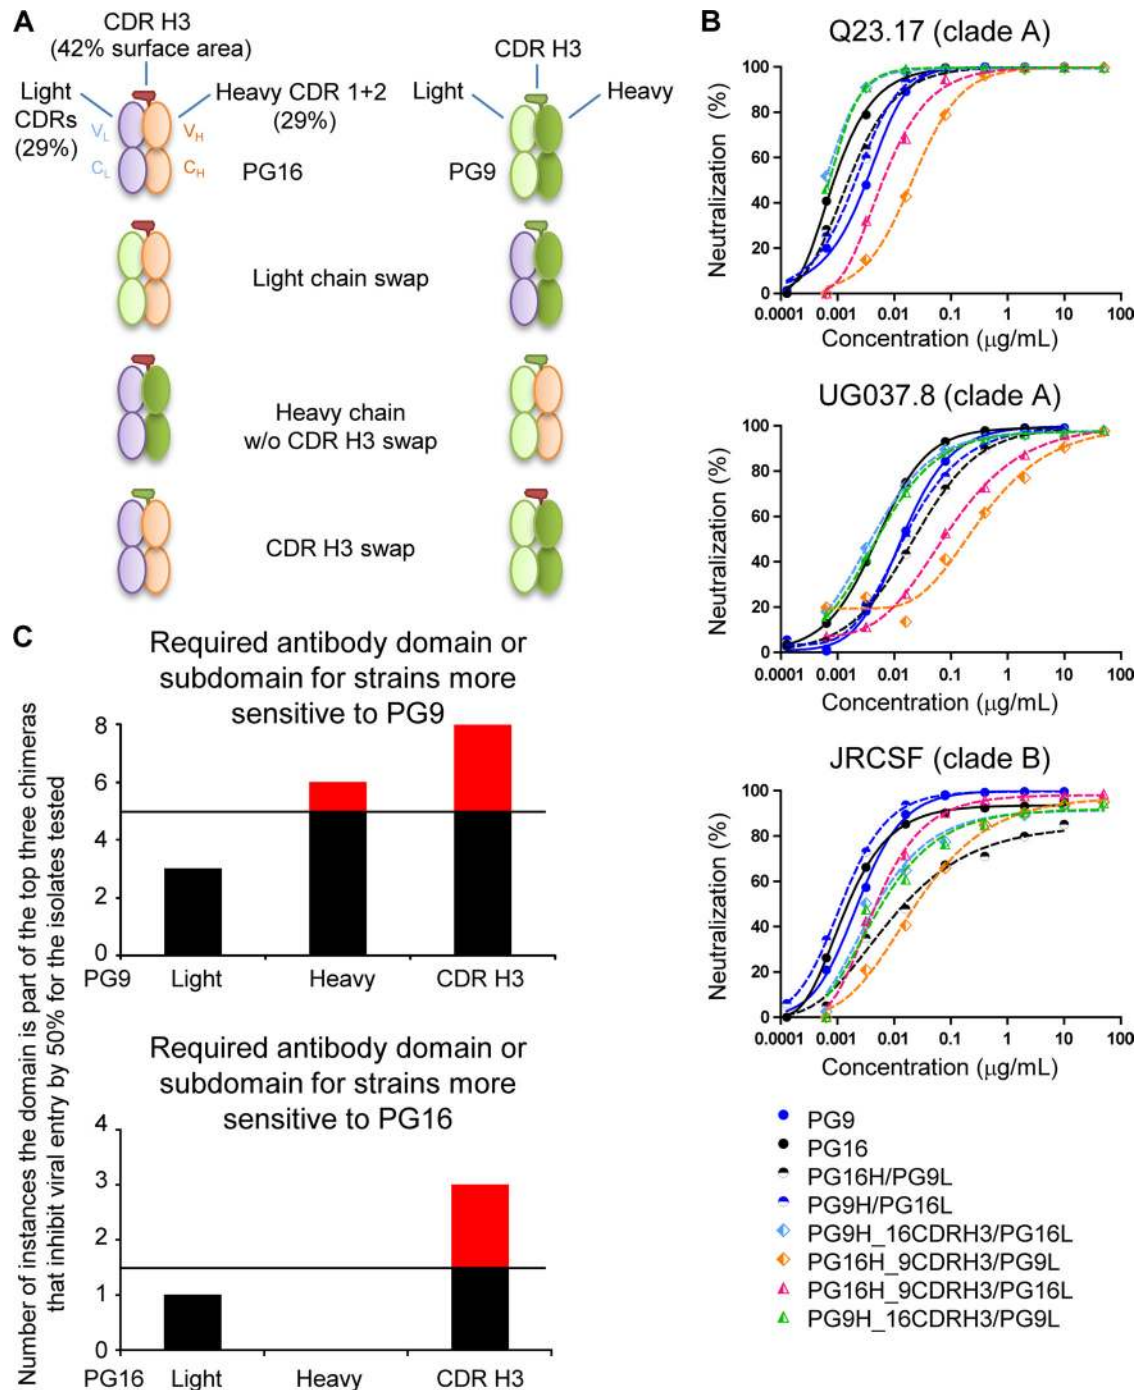 A
CDR H3
(42% surface area)
Light
CDRs
(29%)
Heavy CDR 1+2
(29%)
VL
VH
CL
CH
PG16
CDR H3
Light
Heavy
PG9
Light chain swap
Heavy chain
w/o CDR H3 swap
CDR H3 swap
B
Q23.17 (clade A)
Neutralization (%)
100
80
60
40
20
0
0.0001 0.001 0.01 0.1 1 10 100
Concentration (μg/mL)
UG037.8 (clade A)
Neutralization (%)
100
80
60
40
20
0
0.0001 0.001 0.01 0.1 1 10 100
Concentration (μg/mL)
JRCSF (clade B)
Neutralization (%)
100
80
60
40
20
0
0.0001 0.001 0.01 0.1 1 10 100
Concentration (μg/mL)
PG9
PG16
PG16H/PG9L
PG9H/PG16L
PG9H_16CDRH3/PG16L
PG16H_9CDRH3/PG9L
PG16H_9CDRH3/PG16L
PG9H_16CDRH3/PG9L
C
Number of instances the domain is part of the top three chimeras
that inhibit viral entry by 50% for the isolates tested
Required antibody domain or
subdomain for strains more
sensitive to PG9
8
6
4
2
0
PG9 Light Heavy CDR H3
Required antibody domain or
subdomain for strains more
sensitive to PG16
4
3
2
1
0
PG16 Light Heavy CDR H3